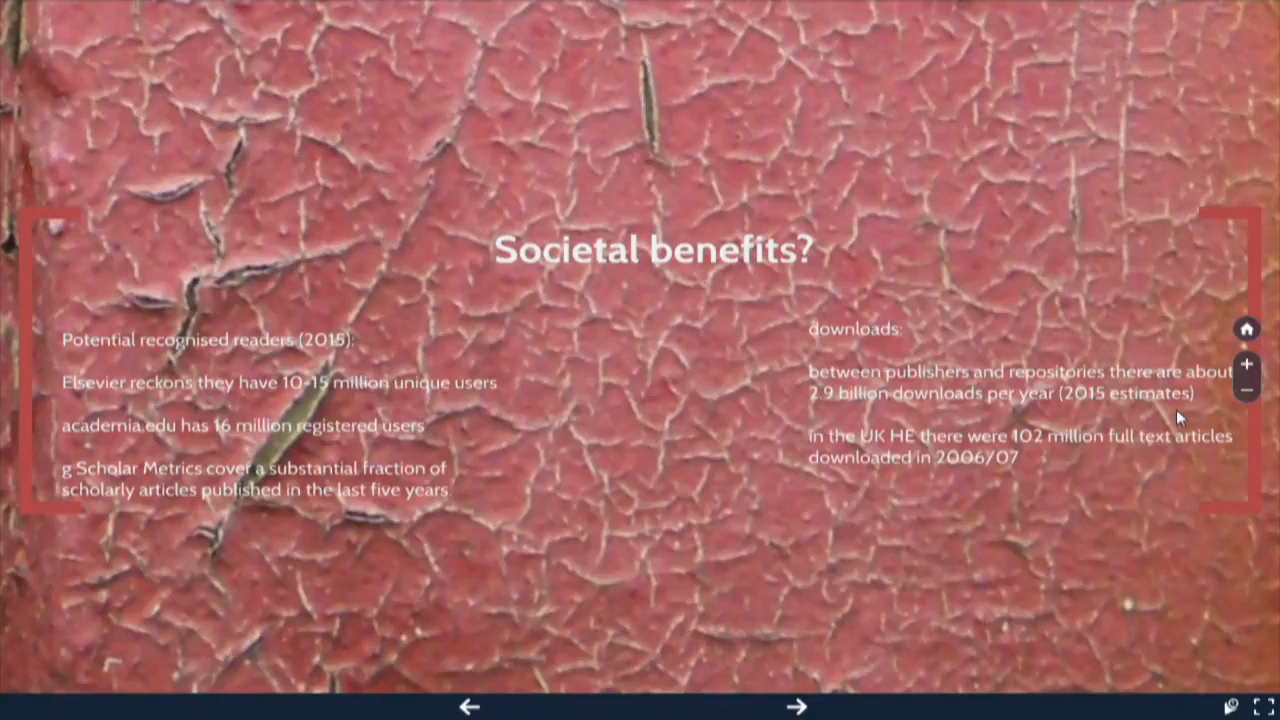 Societal benefits?
Potential recognised readers (2015):
Elsevier reckons they have 10-15 million unique users
academia.edu has 16 million registered users
g Scholar Metrics cover a substantial fraction of
scholarly articles published in the last five years.
downloads:
between publishers and repositories there are about
2.9 billion downloads per year (2015 estimates)
in the UK HE there were 102 million full text articles
downloaded in 2006/07